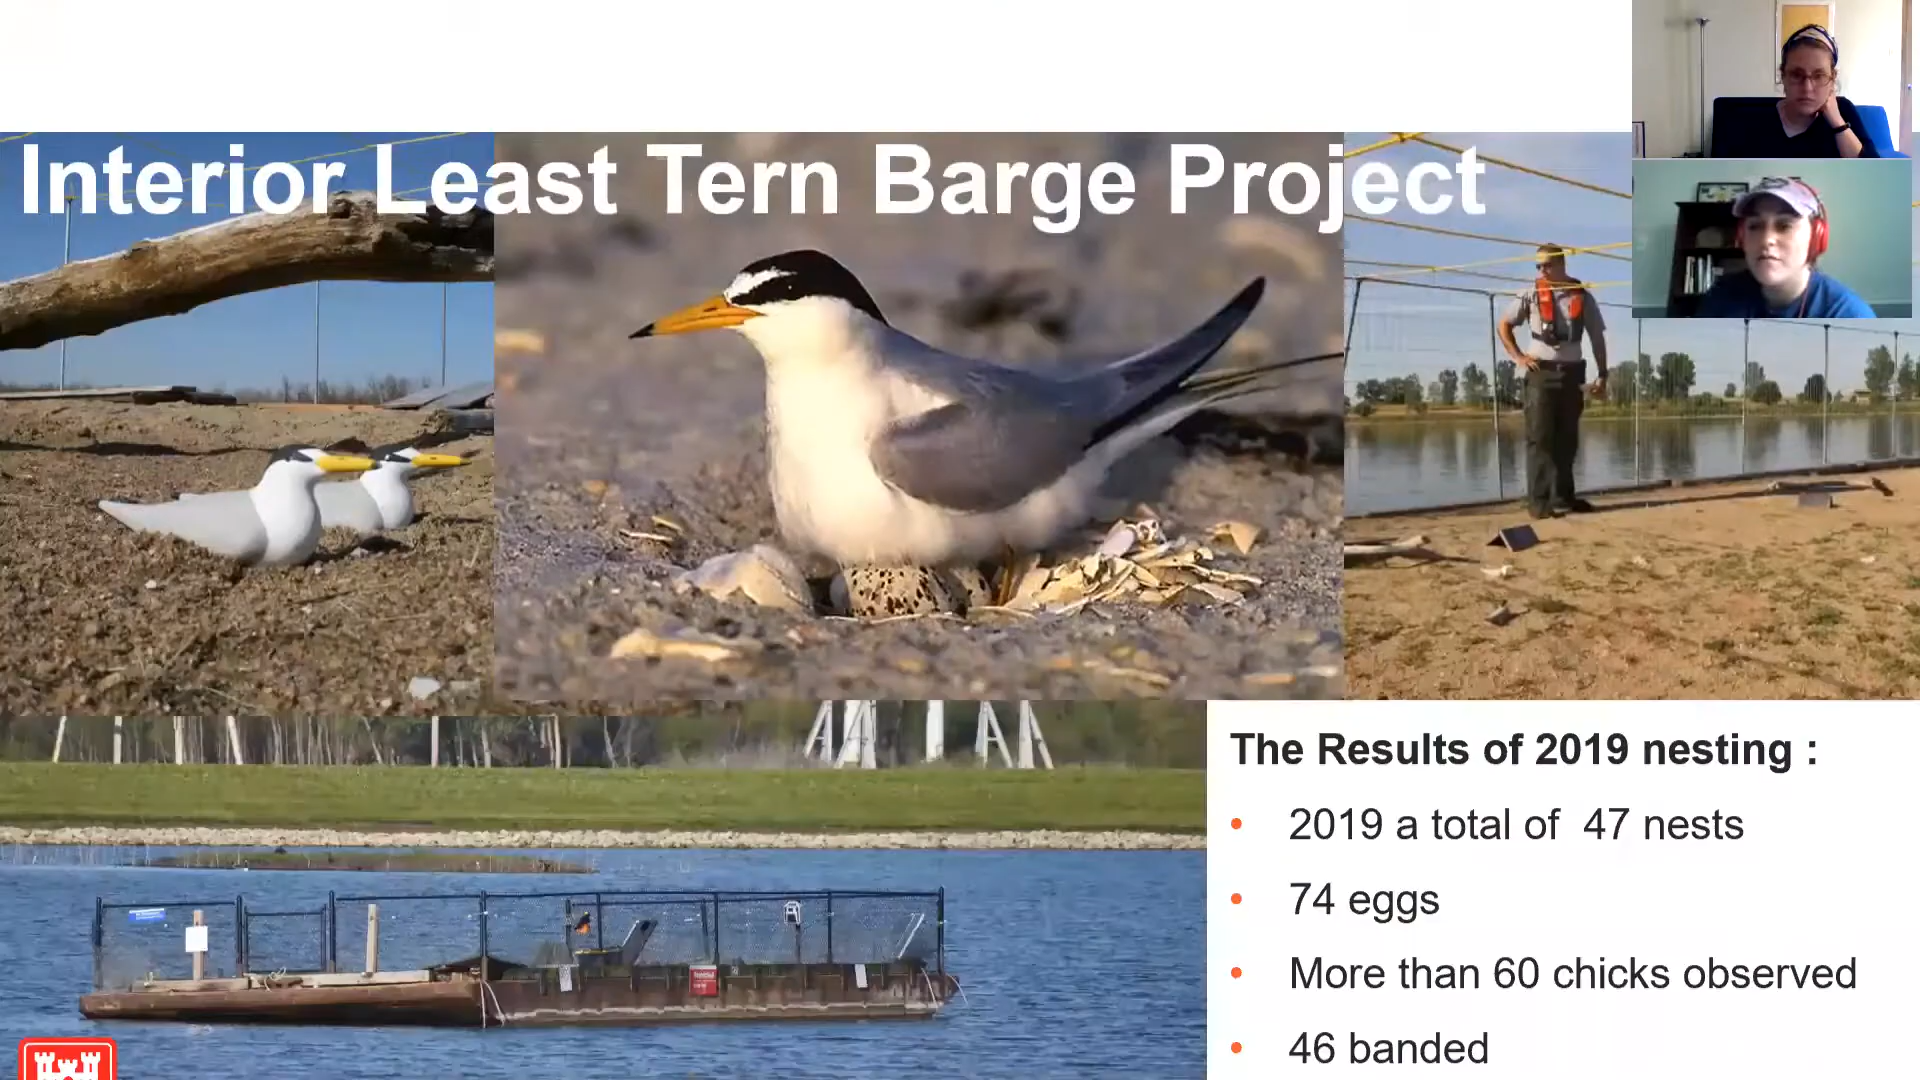 Interior Least Tern Barge Project
The Results of 2019 nesting :
• 2019 a total of 47 nests
• 74 eggs
• More than 60 chicks observed
• 46 banded